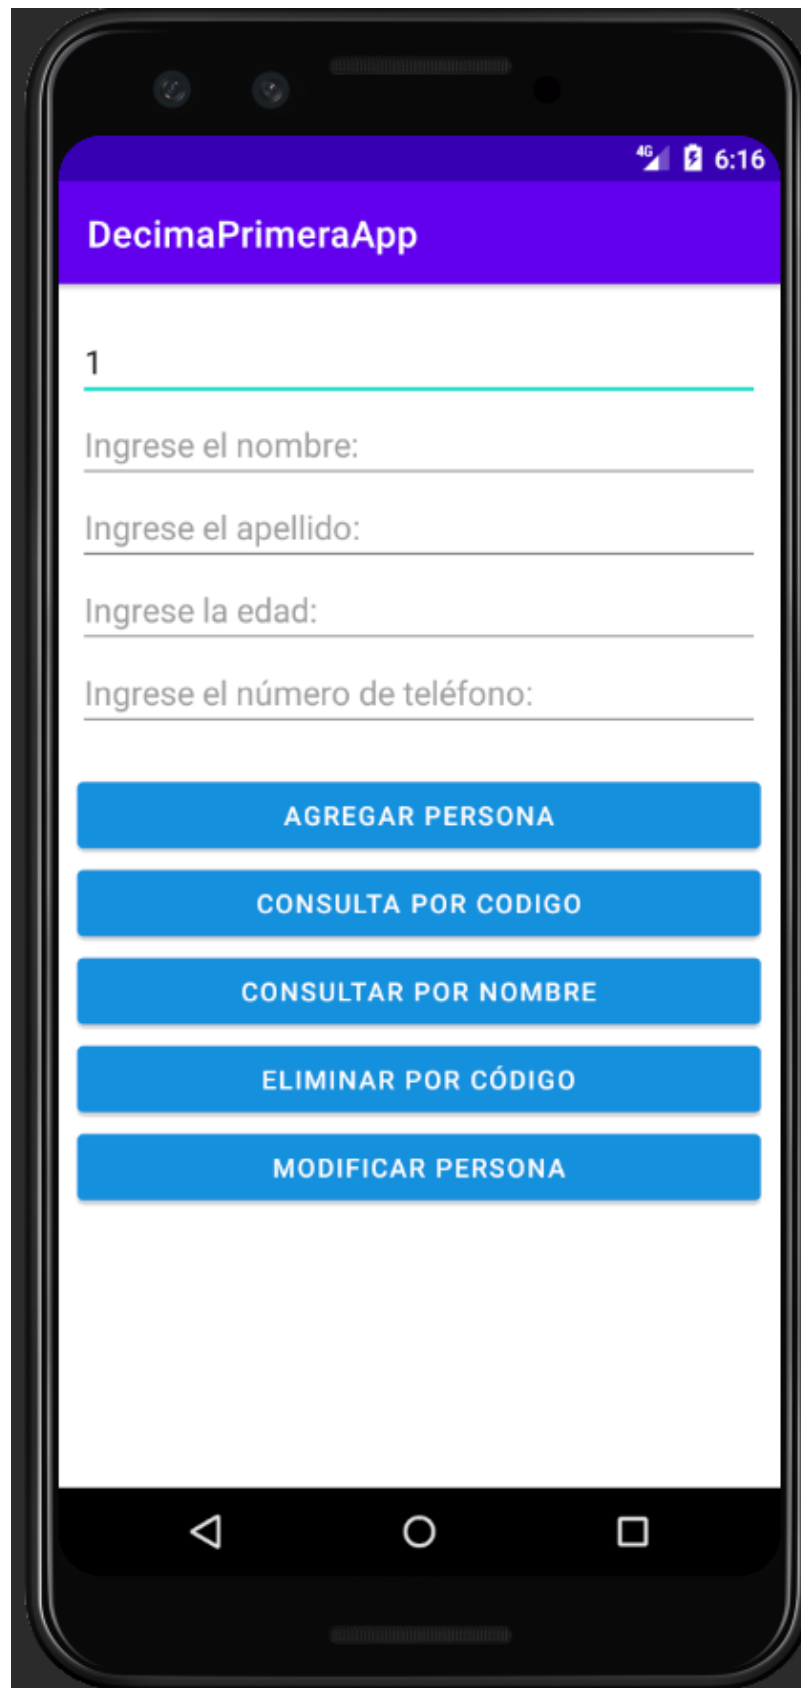 4G 6:16
DecimaPrimeraApp
1
Ingrese el nombre:
Ingrese el apellido:
Ingrese la edad:
Ingrese el número de teléfono:
AGREGAR PERSONA
CONSULTA POR CODIGO
CONSULTAR POR NOMBRE
ELIMINAR POR CÓDIGO
MODIFICAR PERSONA